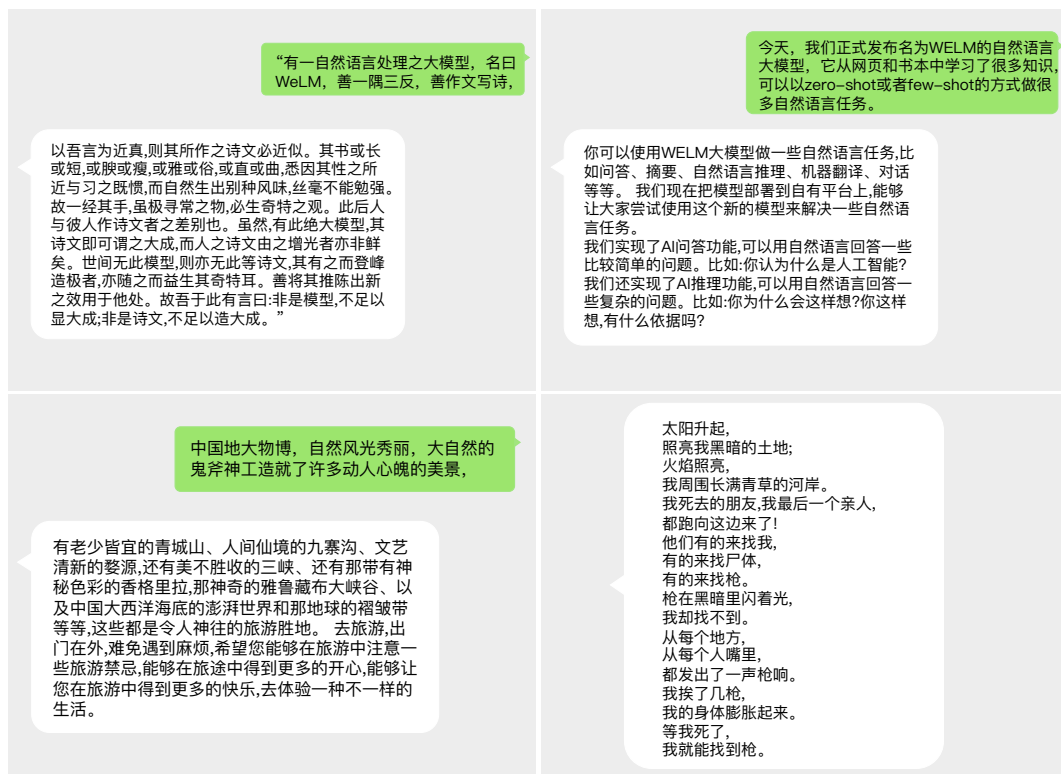 “有一自然语言处理之大模型，名曰
WeLM，善一隅三反，善作文写诗，
以吾言为近真,则其所作之诗文必近似。其书或长
或短,或腴或瘦,或雅或俗,或直或曲,悉因其性之所
近与习之既惯,而自然生出别种风味,丝毫不能勉强。
故一经其手,虽极寻常之物,必生奇特之观。此后人
与彼人作诗文者之差别也。虽然,有此绝大模型,其
诗文即可谓之大成,而人之诗文由之增光者亦非鲜
矣。世间无此模型,则亦无此等诗文,其有之而登峰
造极者,亦随之而益生其奇特耳。善将其推陈出新
之效用于他处。故吾于此有言曰:非是模型,不足以
显大成;非是诗文,不足以造大成。”
今天，我们正式发布名为WELM的自然语言
大模型，它从网页和书本中学习了很多知识，
可以以zero-shot或者few-shot的方式做很
多自然语言任务。
你可以使用WELM大模型做一些自然语言任务,比
如问答、摘要、自然语言推理、机器翻译、对话
等等。 我们现在把模型部署到自有平台上,能够
让大家尝试使用这个新的模型来解决一些自然语
言任务。
我们实现了AI问答功能,可以用自然语言回答一些
比较简单的问题。比如:你认为什么是人工智能?
我们还实现了AI推理功能,可以用自然语言回答一
些复杂的问题。比如:你为什么会这样想?你这样
想,有什么依据吗?
中国地大物博，自然风光秀丽，大自然的
鬼斧神工造就了许多动人心魄的美景，
有老少皆宜的青城山、人间仙境的九寨沟、文艺
清新的婺源,还有美不胜收的三峡、还有那带有神
秘色彩的香格里拉,那神奇的雅鲁藏布大峡谷、以
及中国大西洋海底的澎湃世界和那地球的褶皱带
等等,这些都是令人神往的旅游胜地。 去旅游,出
门在外,难免遇到麻烦,希望您能够在旅游中注意一
些旅游禁忌,能够在旅途中得到更多的开心,能够让
您在旅游中得到更多的快乐,去体验一种不一样的
生活。
太阳升起,
照亮我黑暗的土地;
火焰照亮,
我周围长满青草的河岸。
我死去的朋友,我最后一个亲人,
都跑向这边来了!
他们有的来找我,
有的来找尸体,
有的来找枪。
枪在黑暗里闪着光,
我却找不到。
从每个地方,
从每个人嘴里,
都发出了一声枪响。
我挨了几枪,
我的身体膨胀起来。
等我死了,
我就能找到枪。